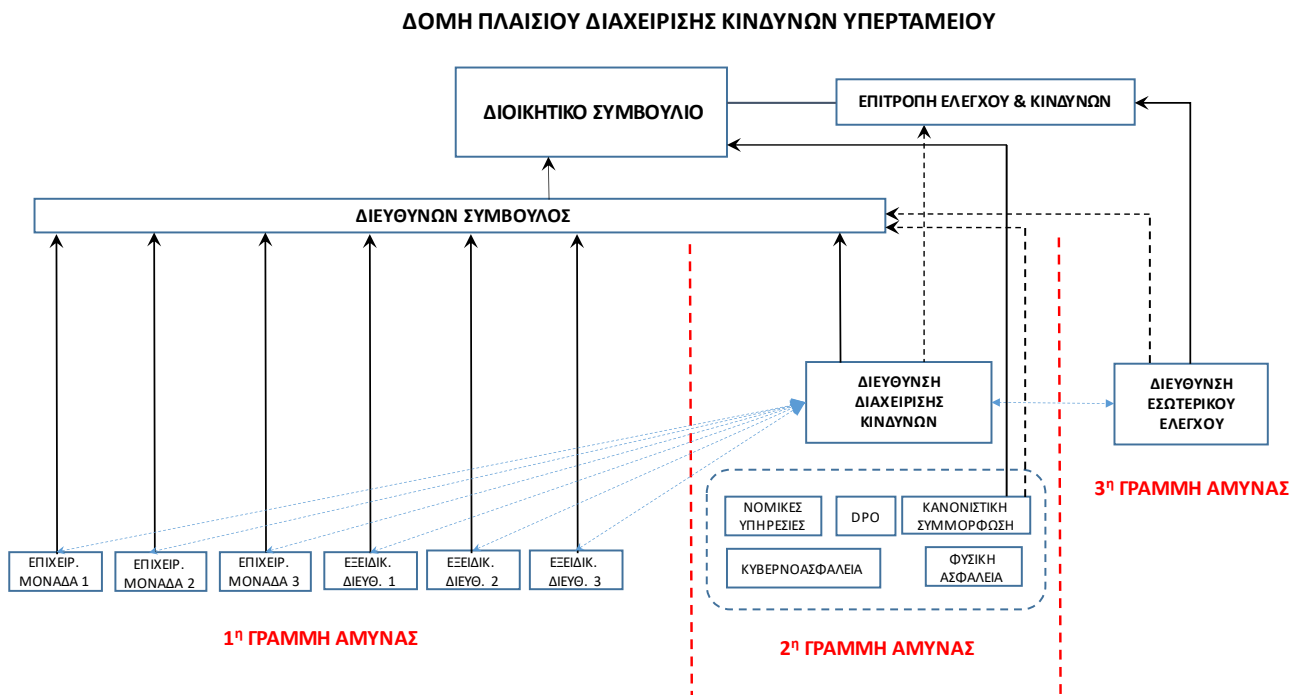 ΔΟΜΗ ΠΛΑΙΣΙΟΥ ΔΙΑΧΕΙΡΙΣΗΣ ΚΙΝΔΥΝΩΝ ΥΠΕΡΤΑΜΕΙΟΥ
ΔΙΟΙΚΗΤΙΚΟ ΣΥΜΒΟΥΛΙΟ
ΕΠΙΤΡΟΠΗ ΕΛΕΓΧΟΥ & ΚΙΝΔΥΝΩΝ
ΔΙΕΥΘΥΝΩΝ ΣΥΜΒΟΥΛΟΣ
ΔΙΕΥΘΥΝΣΗ
ΔΙΑΧΕΙΡΙΣΗΣ
ΚΙΝΔΥΝΩΝ
ΔΙΕΥΘΥΝΣΗ
ΕΣΩΤΕΡΙΚΟΥ
ΕΛΕΓΧΟΥ
3η ΓΡΑΜΜΗ ΑΜΥΝΑΣ
ΝΟΜΙΚΕΣ
ΥΠΗΡΕΣΙΕΣ
DPO
ΚΑΝΟΝΙΣΤΙΚΗ
ΣΥΜΜΟΡΦΩΣΗ
ΚΥΒΕΡΝΟΑΣΦΑΛΕΙΑ
ΦΥΣΙΚΗ
ΑΣΦΑΛΕΙΑ
ΕΠΙΧΕΙΡ.
ΜΟΝΑΔΑ 1
ΕΠΙΧΕΙΡ.
ΜΟΝΑΔΑ 2
ΕΠΙΧΕΙΡ.
ΜΟΝΑΔΑ 3
ΕΞΕΙΔΙΚ.
ΔΙΕΥΘ. 1
ΕΞΕΙΔΙΚ.
ΔΙΕΥΘ. 2
ΕΞΕΙΔΙΚ.
ΔΙΕΥΘ. 3
1η ΓΡΑΜΜΗ ΑΜΥΝΑΣ
2η ΓΡΑΜΜΗ ΑΜΥΝΑΣ